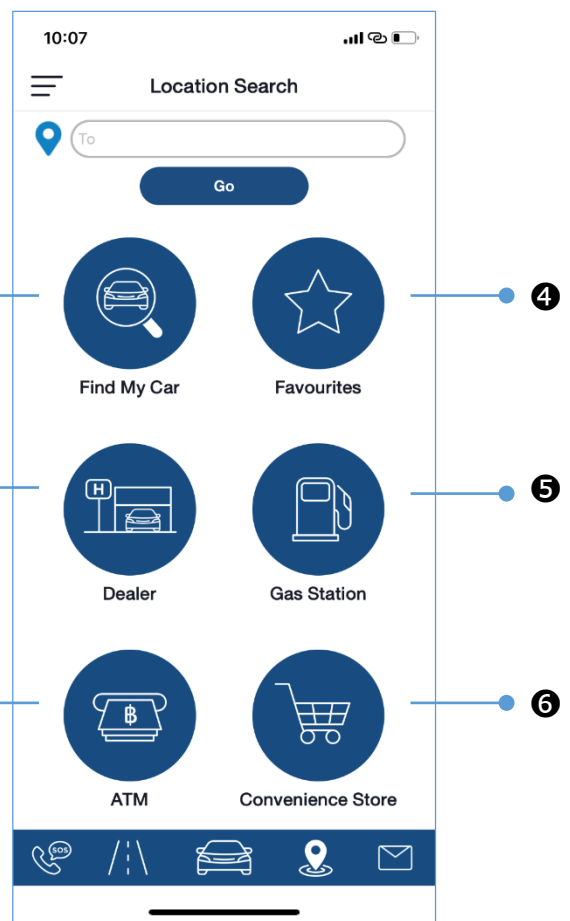 10:07
Location Search
To
Go
❹
Find My Car
Favourites
H
❺
Dealer
Gas Station
฿
❻
ATM
Convenience Store
SOS